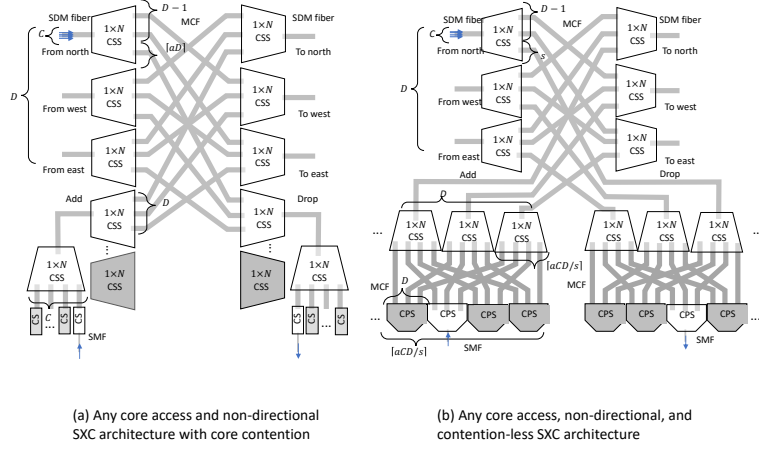 SDM fiber
D − 1
MCF
SDM fiber
C
1×N
CSS
1×N
CSS
From north
⌈aD⌉
To north
D
1×N
CSS
1×N
CSS
From west
To west
1×N
CSS
1×N
CSS
From east
To east
Add
1×N
CSS
D
1×N
CSS
Drop
...
...
1×N
CSS
1×N
CSS
1×N
CSS
1×N
CSS
C
CS
...
CS
CS
SMF
CS
CS
...
CS
(a) Any core access and non-directional
SXC architecture with core contention
SDM fiber
D − 1
MCF
SDM fiber
C
1×N
CSS
1×N
CSS
From north
s
To north
D
1×N
CSS
1×N
CSS
From west
To west
1×N
CSS
1×N
CSS
From east
To east
Add
Drop
D
...
1×N
CSS
1×N
CSS
1×N
CSS
1×N
CSS
1×N
CSS
1×N
CSS
...
⌈aCD/s⌉
MCF
D
MCF
...
CPS
CPS
CPS
CPS
CPS
CPS
CPS
CPS
...
SMF
SMF
⌈aCD/s⌉
(b) Any core access, non-directional, and
contention-less SXC architecture